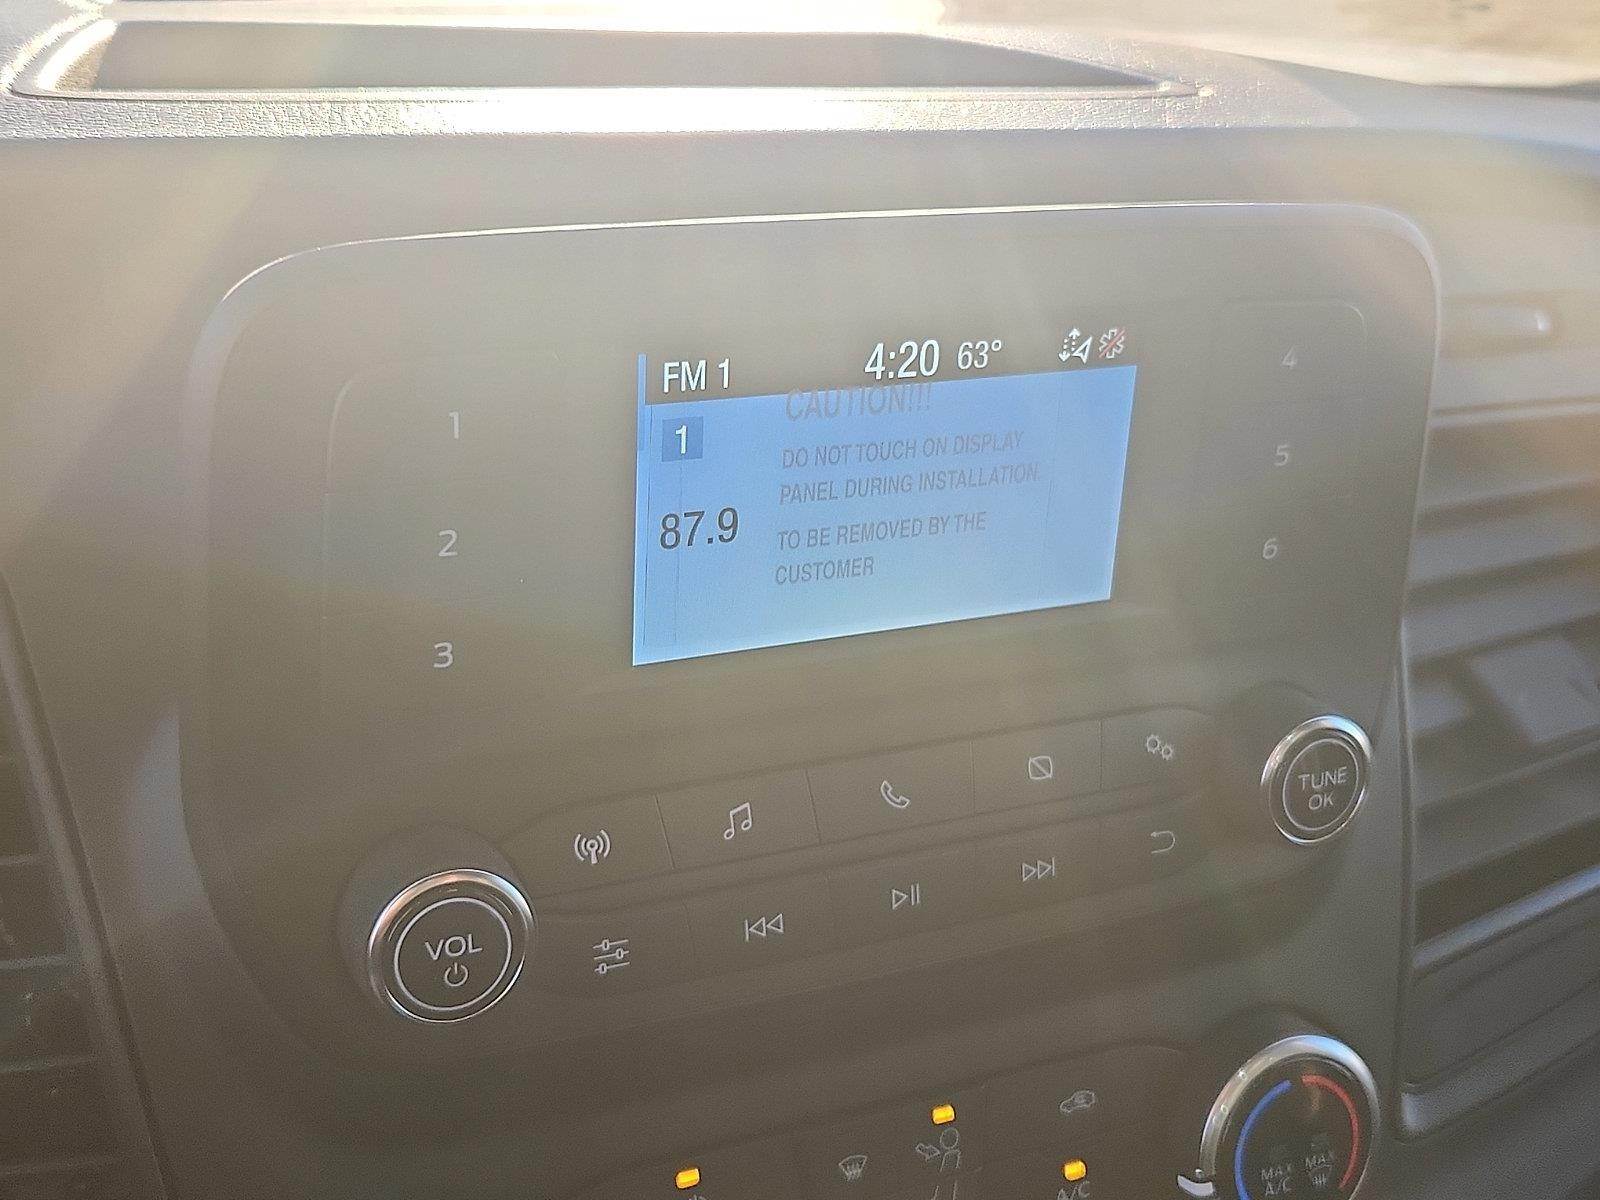 FM 1 4:20 63°
CAUTION!!!
1
DO NOT TOUCH ON DISPLAY
PANEL DURING INSTALLATION.
87.9
TO BE REMOVED BY THE
CUSTOMER
1
2
3
4
5
6
TUNE
OK
VOL
MAX
A/C
MAX
A/C